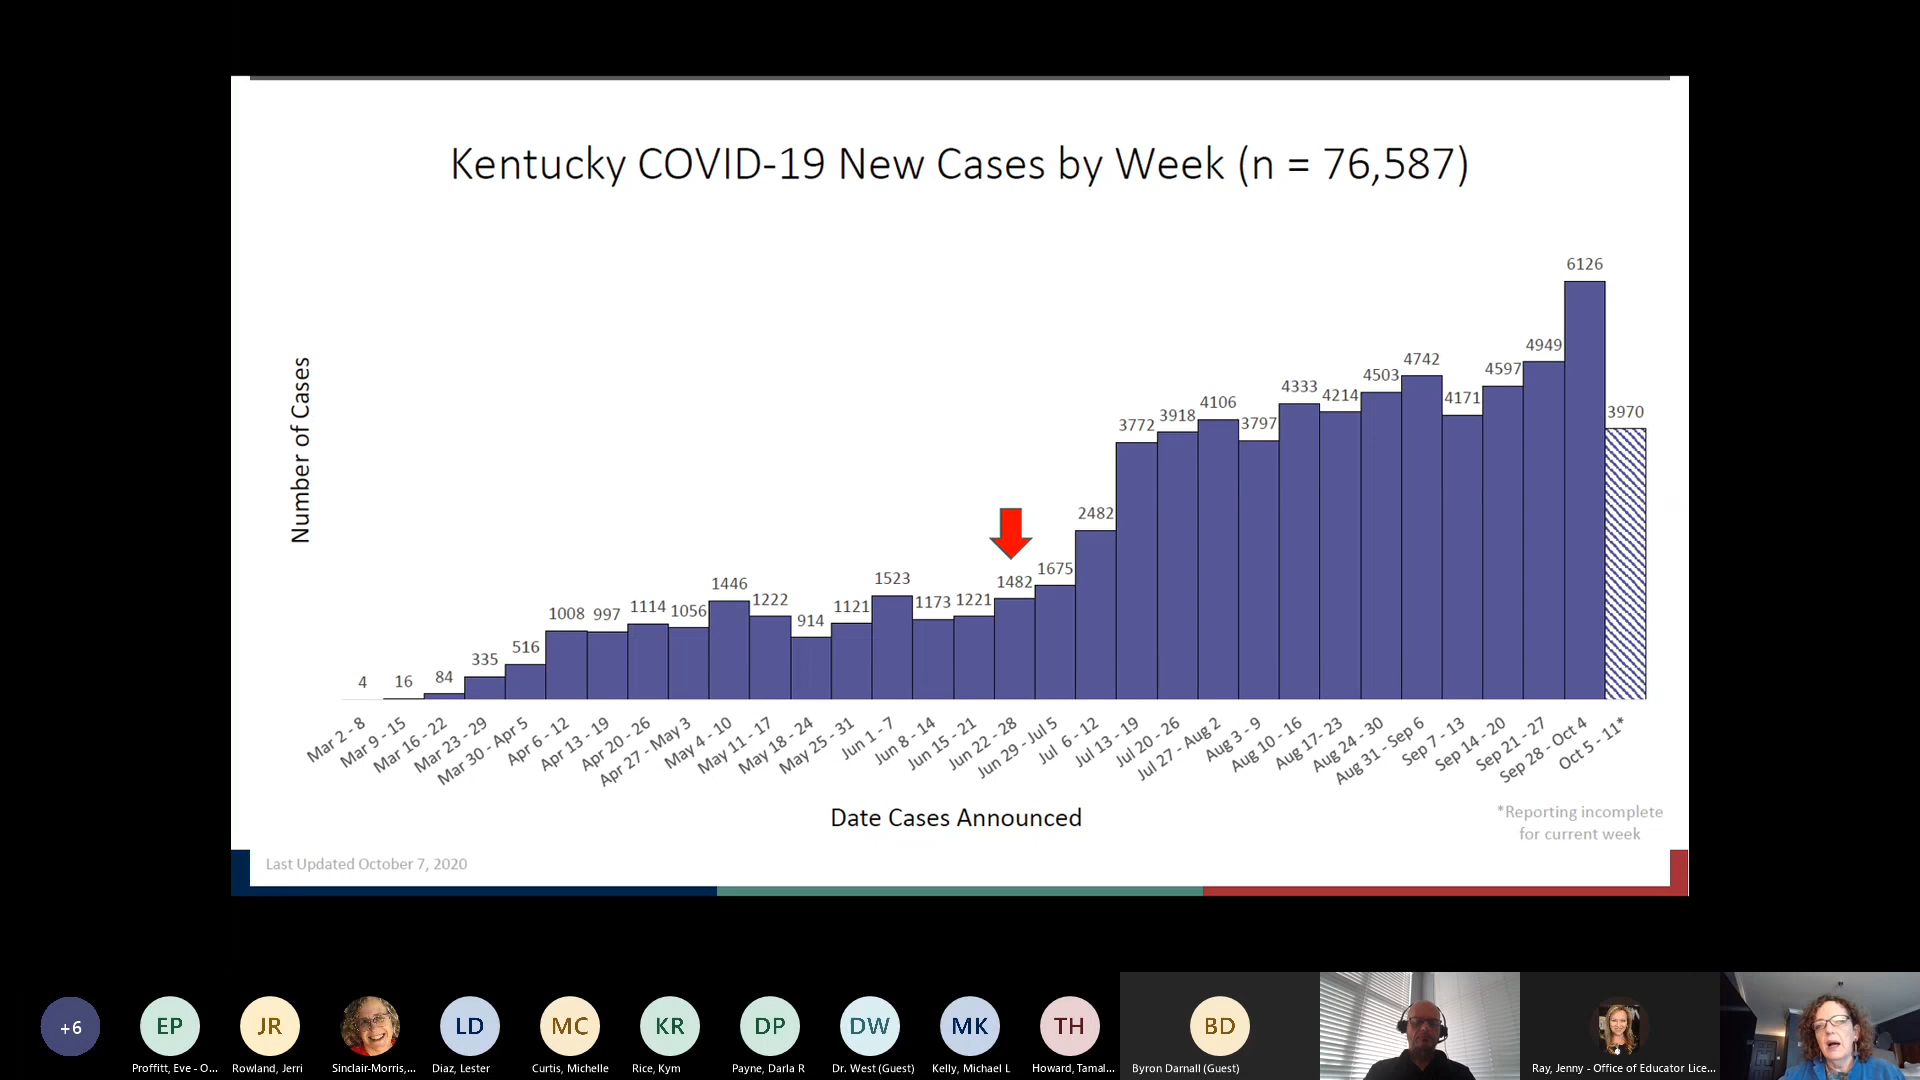 Kentucky COVID-19 New Cases by Week (n = 76,587)
Number of Cases
4
16
84
335
516
1008
997
1114
1056
1446
1222
914
1121
1523
1173
1221
1482
1675
2482
3772
3918
4106
3797
4333
4214
4503
4742
4171
4597
4949
6126
3970
Mar 2 - 8
Mar 9 - 15
Mar 16 - 22
Mar 23 - 29
Mar 30 - Apr 5
Apr 6 - 12
Apr 13 - 19
Apr 20 - 26
Apr 27 - May 3
May 4 - 10
May 11 - 17
May 18 - 24
May 25 - 31
Jun 1 - 7
Jun 8 - 14
Jun 15 - 21
Jun 22 - 28
Jun 29 - Jul 5
Jul 6 - 12
Jul 13 - 19
Jul 20 - 26
Jul 27 - Aug 2
Aug 3 - 9
Aug 10 - 16
Aug 17 - 23
Aug 24 - 30
Aug 31 - Sep 6
Sep 7 - 13
Sep 14 - 20
Sep 21 - 27
Sep 28 - Oct 4
Oct 5 - 11*
Date Cases Announced
*Reporting incomplete
for current week
Last Updated October 7, 2020
+6
EP
JR
LD
MC
KR
DP
DW
MK
TH
BD
Proffitt, Eve - O...
Rowland, Jerri
Sinclair-Morris,...
Diaz, Lester
Curtis, Michelle
Rice, Kym
Payne, Darla R
Dr. West (Guest)
Kelly, Michael L
Howard, Tamal...
Byron Darnall (Guest)
Ray, Jenny - Office of Educator Lice...